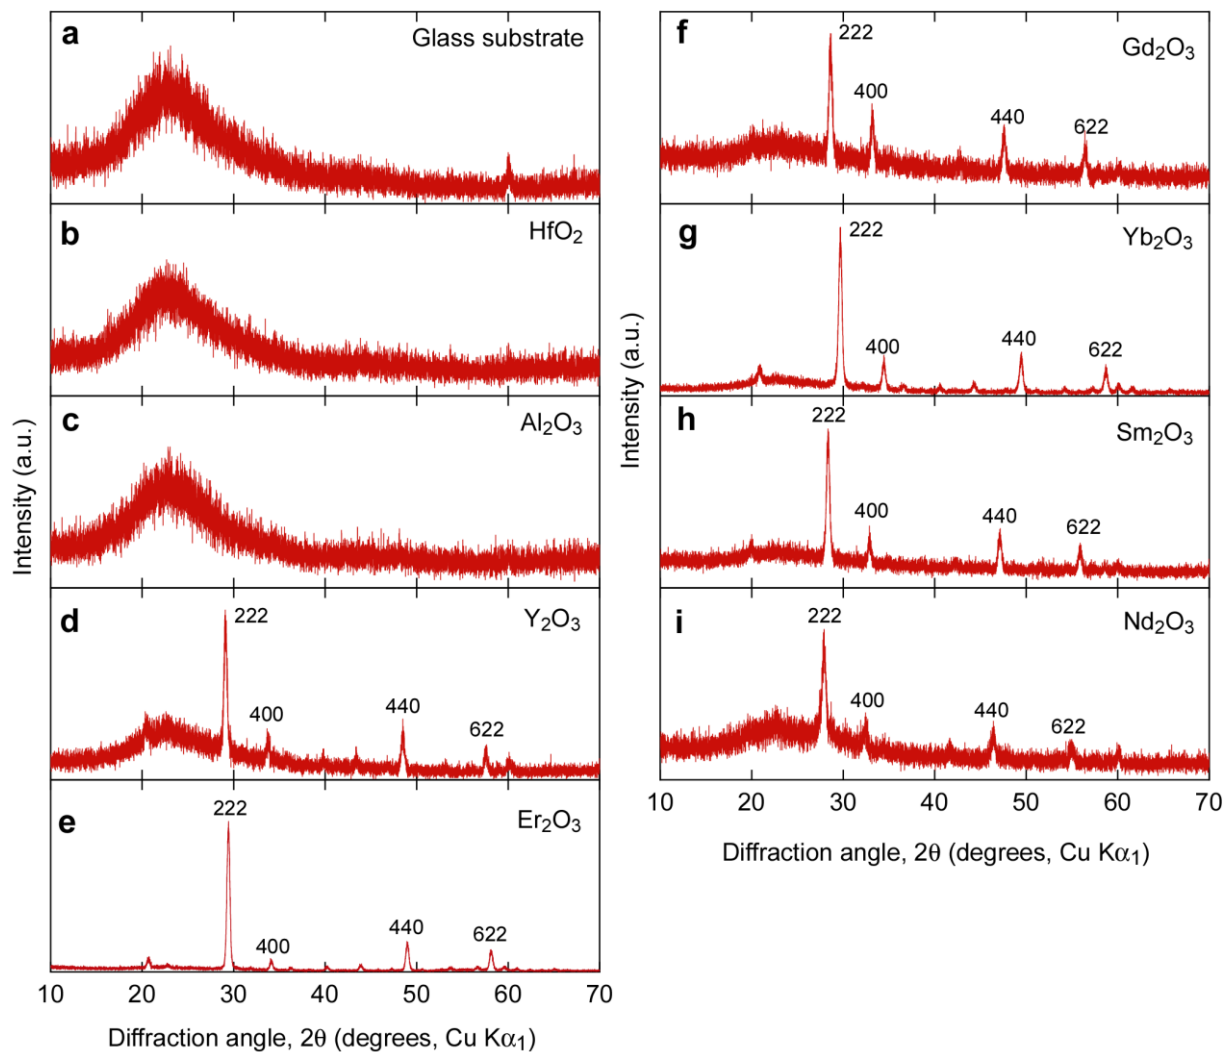 a
Glass substrate
b
HfO₂
c
Al₂O₃
d
Y₂O₃
222
400
440
622
e
Er₂O₃
222
400
440
622
10 20 30 40 50 60 70
Diffraction angle, 2θ (degrees, Cu Kα₁)
Intensity (a.u.)
f
Gd₂O₃
222
400
440
622
g
Yb₂O₃
222
400
440
622
h
Sm₂O₃
222
400
440
622
i
Nd₂O₃
222
400
440
622
10 20 30 40 50 60 70
Diffraction angle, 2θ (degrees, Cu Kα₁)
Intensity (a.u.)